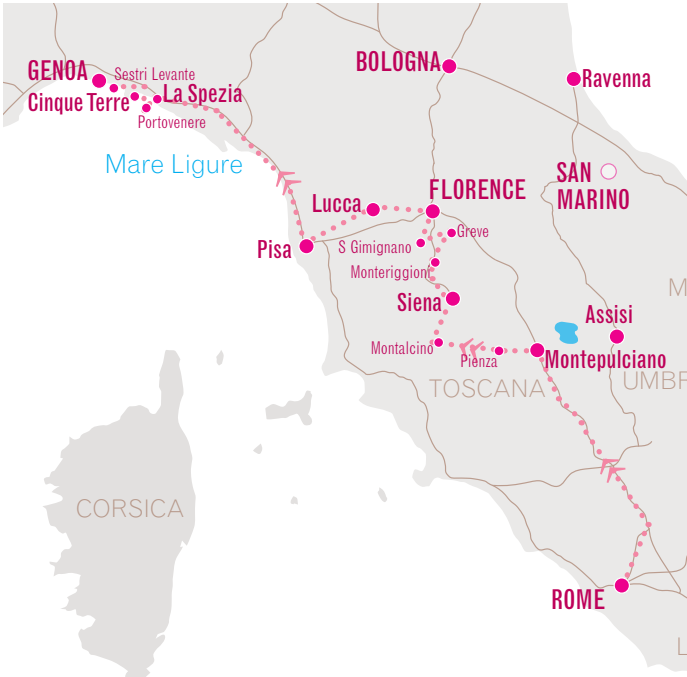 BOLOGNA
GENOA
Sestri Levante
Ravenna
Cinque Terre
La Spezia
Portovenere
Mare Ligure
SAN
MARINO
FLORENCE
Lucca
Greve
Pisa
S Gimignano
Monteriggioni
M
Siena
Assisi
Montalcino
Pienza
Montepulciano
TOSCANA
UMBR
CORSICA
ROME
L